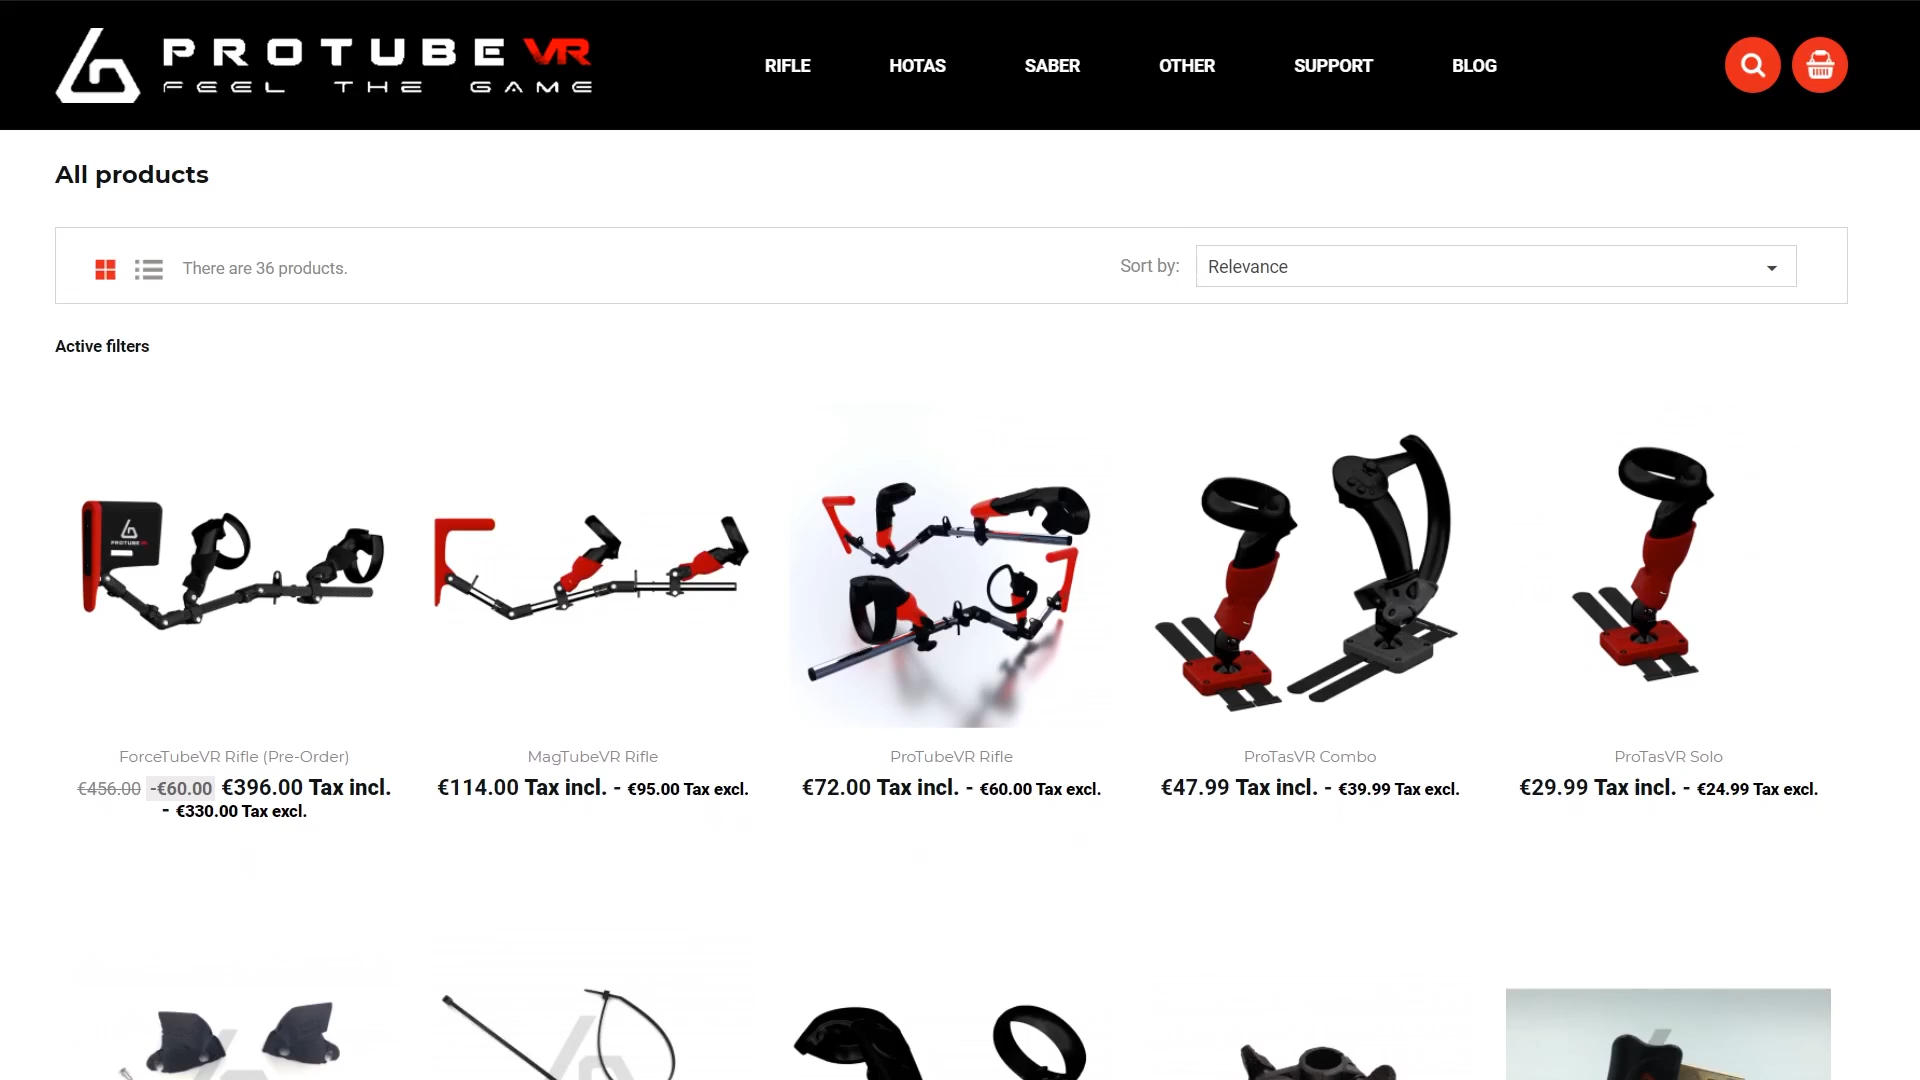 PROTUBE VR
FEEL THE GAME
RIFLE
HOTAS
SABER
OTHER
SUPPORT
BLOG
All products
There are 36 products.
Sort by:
Relevance
Active filters
PROTUBEVR
ForceTubeVR Rifle (Pre-Order)
€456.00 -€60.00 €396.00 Tax incl.
- €330.00 Tax excl.
MagTubeVR Rifle
€114.00 Tax incl. - €95.00 Tax excl.
ProTubeVR Rifle
€72.00 Tax incl. - €60.00 Tax excl.
ProTasVR Combo
€47.99 Tax incl. - €39.99 Tax excl.
ProTasVR Solo
€29.99 Tax incl. - €24.99 Tax excl.